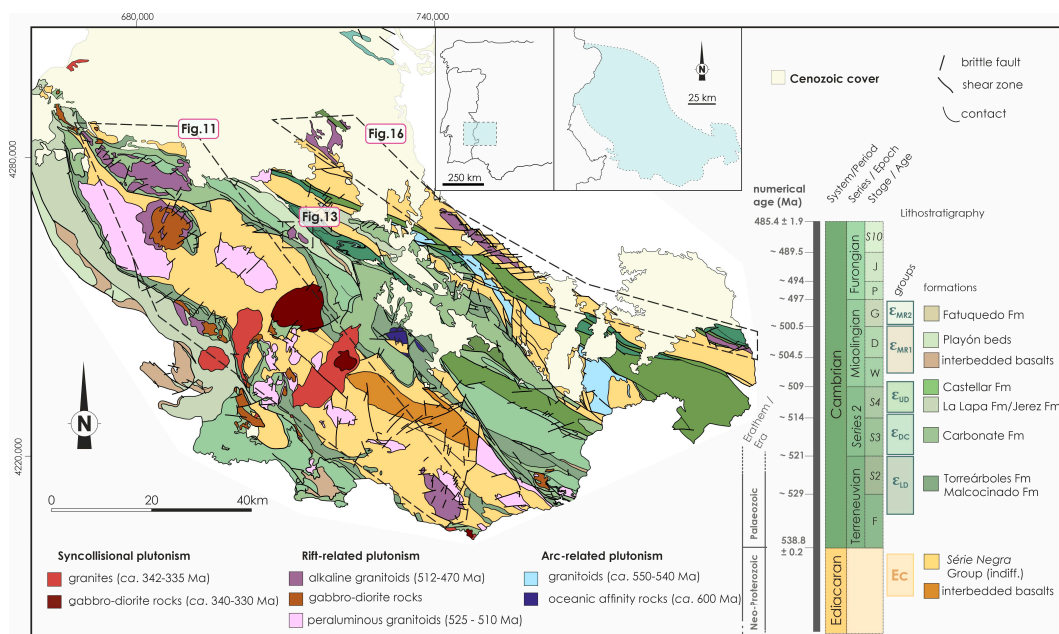 680,000
740,000
4280,000
4220,000
Fig.11
Fig.16
Fig.13
N
250 km
N
25 km
Cenozoic cover
brittle fault
shear zone
contact
N
0
20
40km
Syncollisional plutonism
granites (ca. 342-335 Ma)
gabbro-diorite rocks (ca. 340-330 Ma)
Rift-related plutonism
alkaline granitoids (512-470 Ma)
gabbro-diorite rocks
peraluminous granitoids (525 - 510 Ma)
Arc-related plutonism
granitoids (ca. 550-540 Ma)
oceanic affinity rocks (ca. 600 Ma)
numerical
age (Ma)
485.4 ± 1.9
~ 489.5
~ 494
~ 497
~ 500.5
~ 504.5
~ 509
~ 514
~ 521
~ 529
538.8
± 0.2
Erathem /
Era
Palaeozoic
Neo-Proterozoic
System/Period
Series / Epoch
Stage / Age
Cambrian
Ediacaran
Furongian
Miaolingian
Series 2
Terreneuvian
S10
J
P
G
D
W
S4
S3
S2
F
Lithostratigraphy
groups
formations
ԐMR2
ԐMR1
ԐUD
ԐDC
ԐLD
Ec
Fatuquedo Fm
Playón beds
interbedded basalts
Castellar Fm
La Lapa Fm/Jerez Fm
Carbonate Fm
Torreárboles Fm
Malcocinado Fm
Série Negra
Group (indiff.)
interbedded basalts